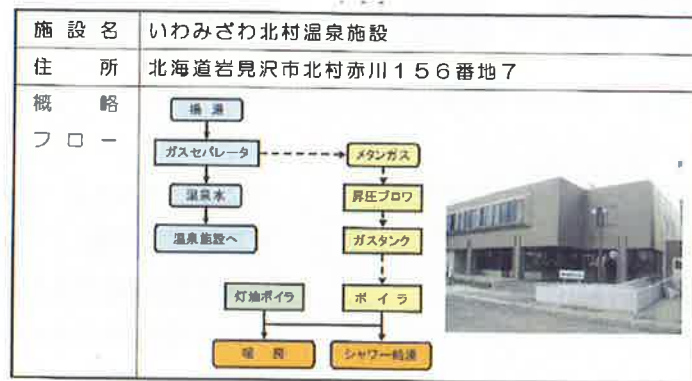 施設名 いわみざわ北村温泉施設
住所 北海道岩見沢市北村赤川156番地7
概略
フロー
揚湯
ガスセパレータ メタンガス
温泉水 昇圧ブロワ
温泉施設へ ガスタンク
灯油ボイラ ボイラ
暖房 シャワー給湯